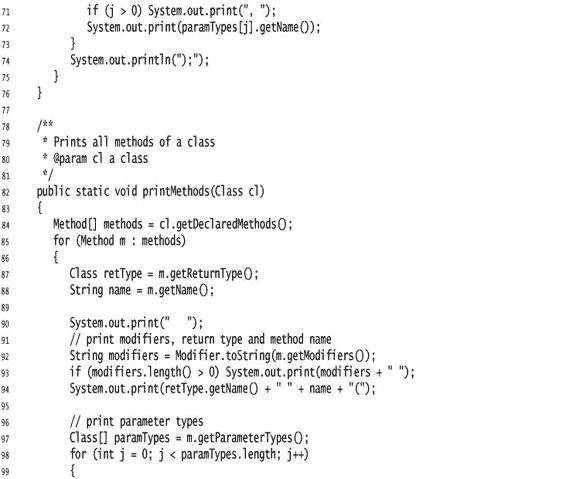 71             if (j > 0) System.out.print(", ");
72             System.out.print(paramTypes[j].getName());
73          }
74          System.out.println(");");
75       }
76    }
77
78    /**
79     * Prints all methods of a class
80     * @param cl a class
81     */
82    public static void printMethods(Class cl)
83    {
84       Method[] methods = cl.getDeclaredMethods();
85       for (Method m : methods)
86       {
87          Class retType = m.getReturnType();
88          String name = m.getName();
89
90          System.out.print("   ");
91          // print modifiers, return type and method name
92          String modifiers = Modifier.toString(m.getModifiers());
93          if (modifiers.length() > 0) System.out.print(modifiers + " ");
94          System.out.print(retType.getName() + " " + name + "(");
95
96          // print parameter types
97          Class[] paramTypes = m.getParameterTypes();
98          for (int j = 0; j < paramTypes.length; j++)
99          {